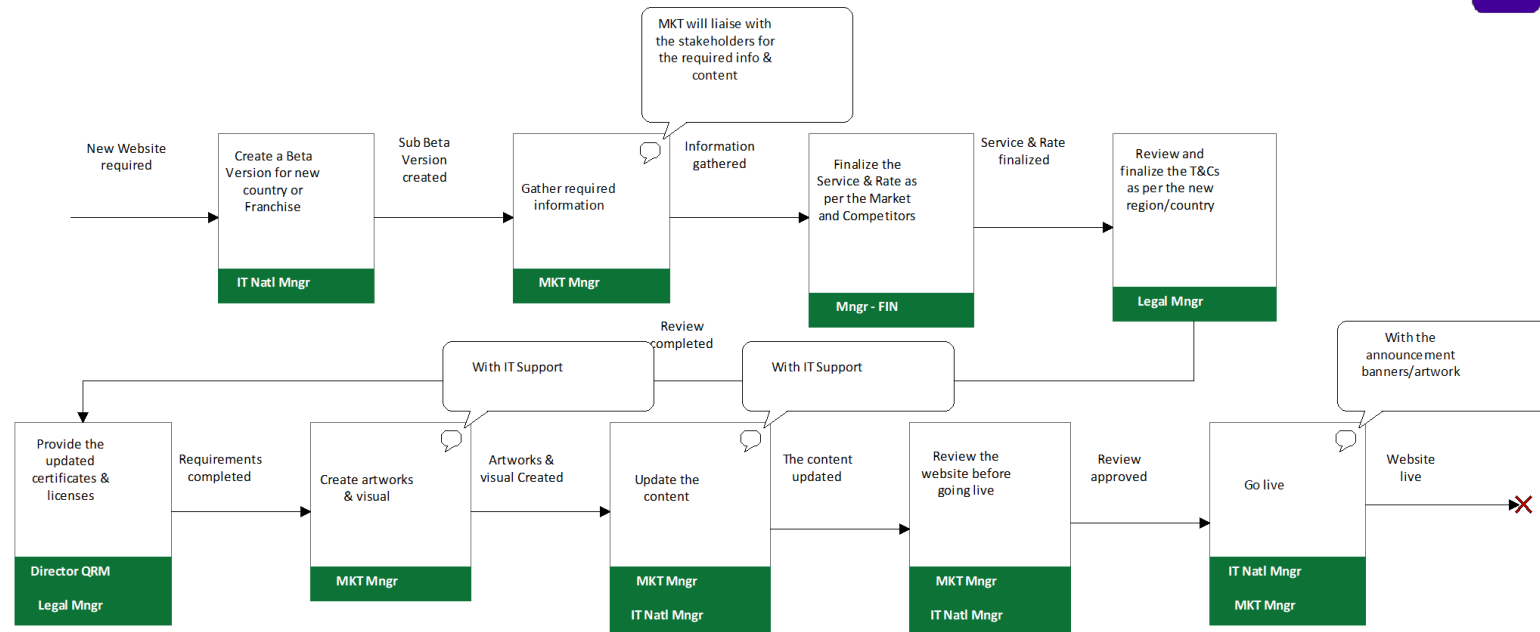 MKT will liaise with
the stakeholders for
the required info &
content
New Website
required
Create a Beta
Version for new
country or
Franchise
IT Natl Mngr
Sub Beta
Version
created
Gather required
information
MKT Mngr
Information
gathered
Finalize the
Service & Rate as
per the Market
and Competitors
Mngr - FIN
Service & Rate
finalized
Review and
finalize the T&Cs
as per the new
region/country
Legal Mngr
Review
completed
With IT Support
With IT Support
With the
announcement
banners/artwork
Provide the
updated
certificates &
licenses
Director QRM
Legal Mngr
Requirements
completed
Create artworks
& visual
MKT Mngr
Artworks &
visual Created
Update the
content
MKT Mngr
IT Natl Mngr
The content
updated
Review the
website before
going live
MKT Mngr
IT Natl Mngr
Review
approved
Go live
IT Natl Mngr
MKT Mngr
Website
live